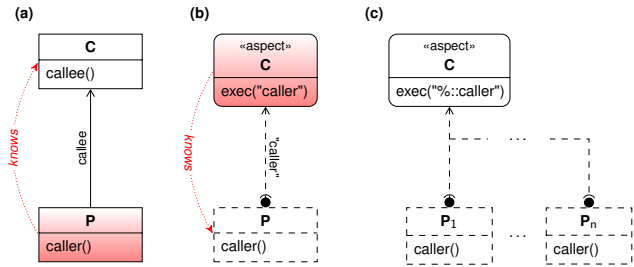 (a)
C
callee()
knows
callee
P
caller()
(b)
«aspect»
C
exec("caller")
knows
"caller"
P
caller()
(c)
«aspect»
C
exec("%::caller")
...
P1
caller()
...
Pn
caller()